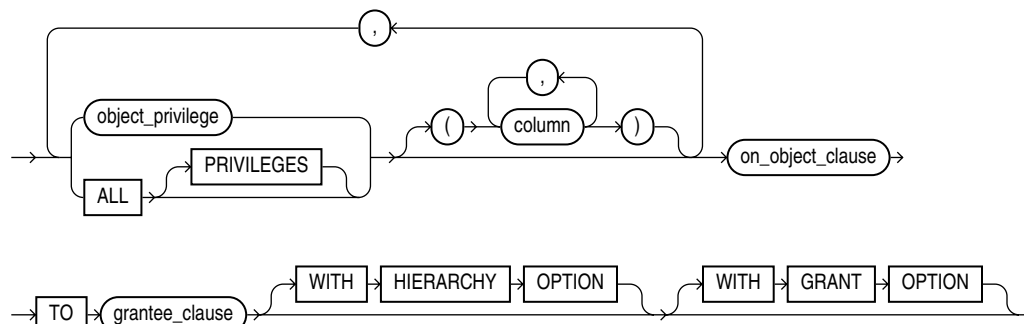 ,
,
object_privilege ( column )
PRIVILEGES
on_object_clause
ALL
WITH HIERARCHY OPTION WITH GRANT OPTION
TO grantee_clause